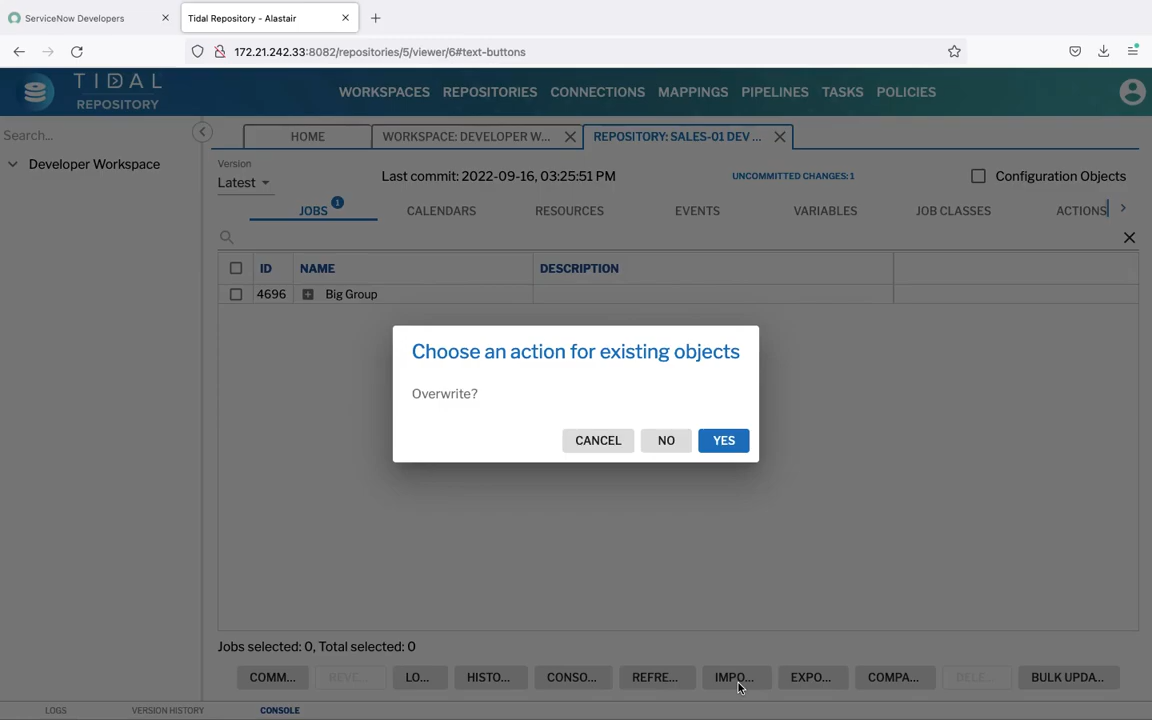 ServiceNow Developers
Tidal Repository - Alastair
172.21.242.33:8082/repositories/5/viewer/6#text-buttons
TIDAL
REPOSITORY
WORKSPACES REPOSITORIES CONNECTIONS MAPPINGS PIPELINES TASKS POLICIES
Search...
HOME
WORKSPACE: DEVELOPER W...
REPOSITORY: SALES-01 DEV ...
Developer Workspace
Version
Latest
Last commit: 2022-09-16, 03:25:51 PM
UNCOMMITTED CHANGES: 1
Configuration Objects
JOBS 1 CALENDARS RESOURCES EVENTS VARIABLES JOB CLASSES ACTIONS
ID NAME DESCRIPTION
4696 Big Group
Choose an action for existing objects
Overwrite?
CANCEL NO YES
Jobs selected: 0, Total selected: 0
COMM... REVE... LO... HISTO... CONSO... REFRE... IMPO... EXPO... COMPA... DELE... BULK UPDA...
LOGS VERSION HISTORY CONSOLE